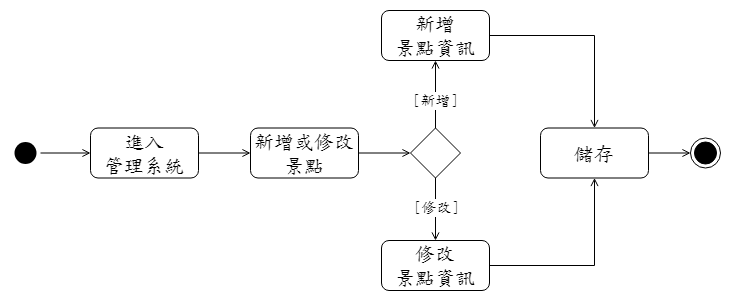 進入
管理系統
新增或修改
景點
[新增]
新增
景點資訊
[修改]
修改
景點資訊
儲存